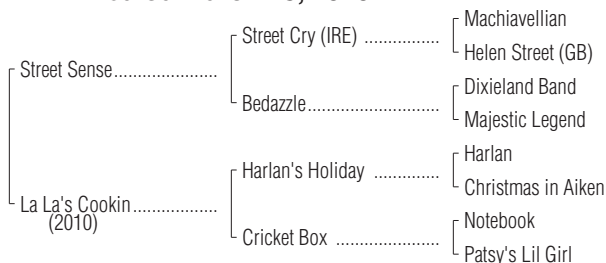 Machiavellian
Street Cry (IRE) ................
Helen Street (GB)
Street Sense......................
Dixieland Band
Bedazzle............................
Majestic Legend
Harlan
Harlan's Holiday ..............
Christmas in Aiken
La La's Cookin..................
(2010)
Notebook
Cricket Box ......................
Patsy's Lil Girl